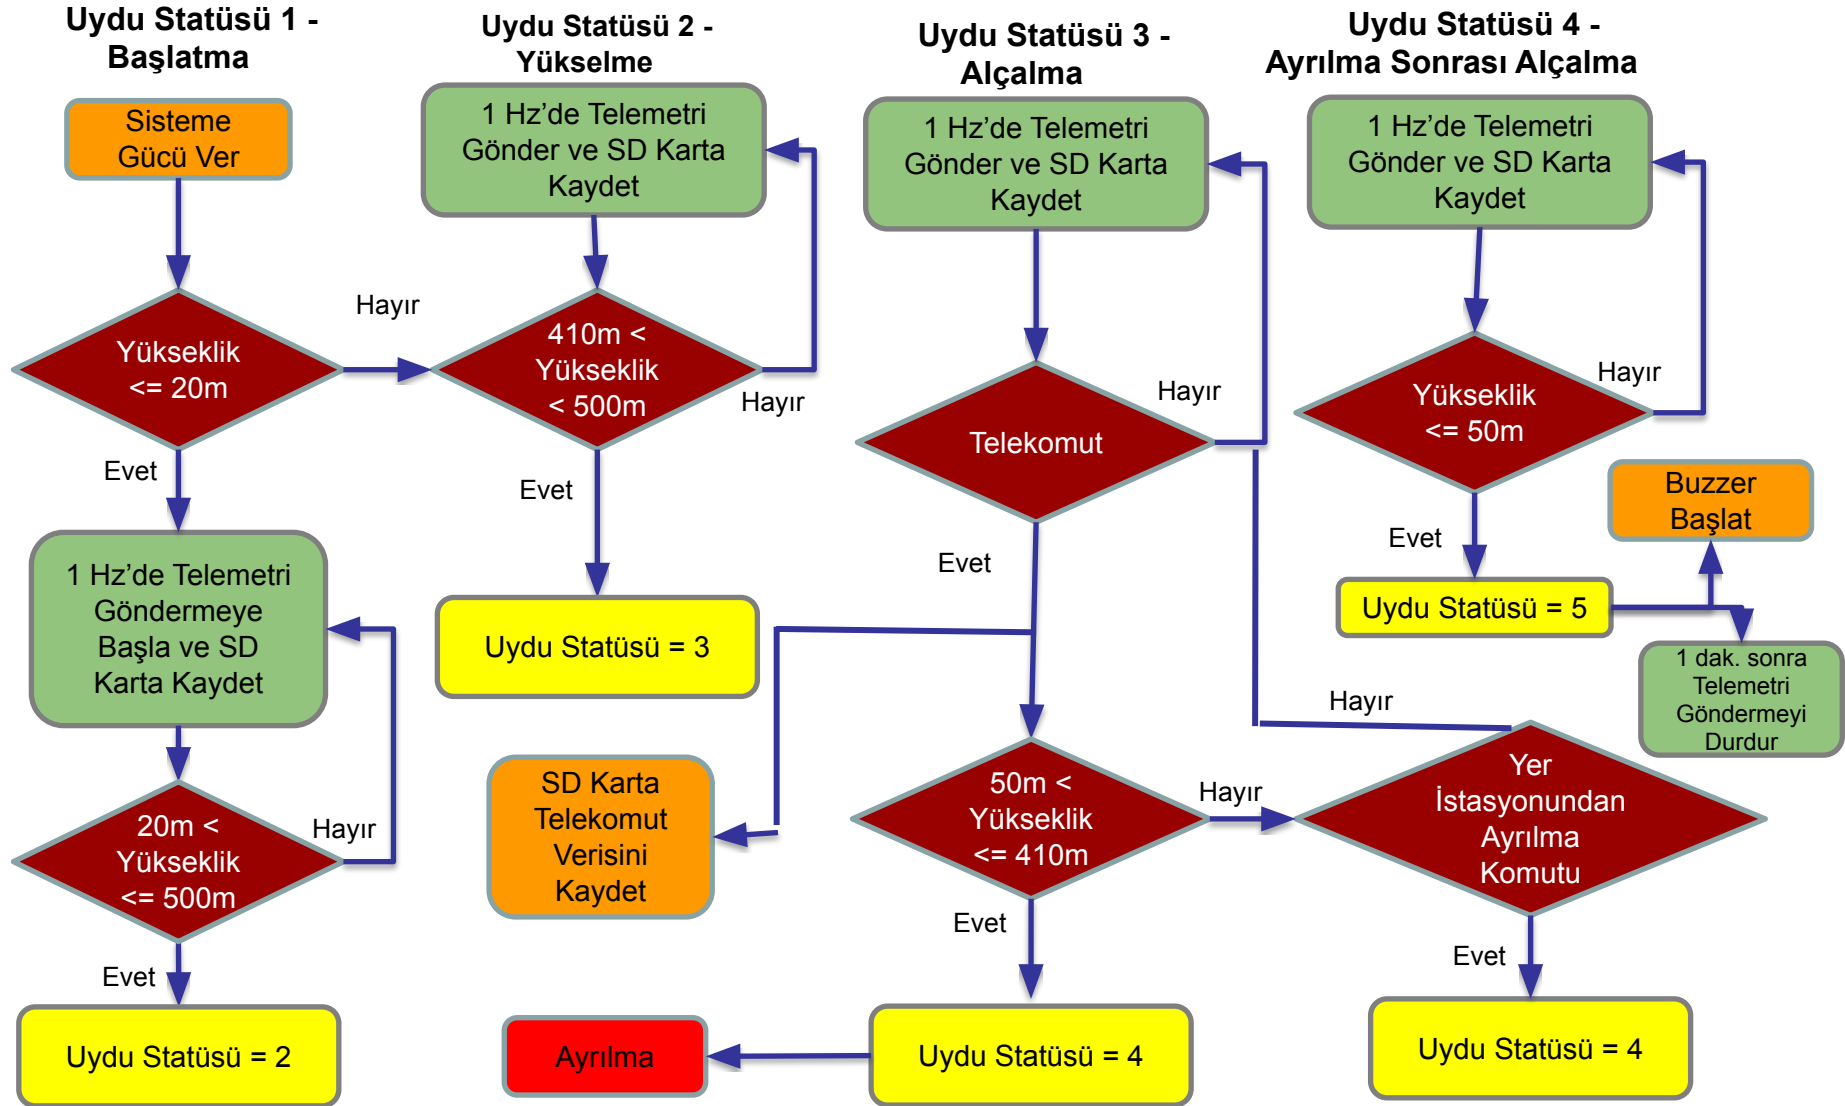 Uydu Statüsü 1 -
Başlatma
Sisteme
Gücü Ver
Yükseklik
<= 20m
Hayır
Evet
1 Hz’de Telemetri
Göndermeye
Başla ve SD
Karta Kaydet
20m <
Yükseklik
<= 500m
Hayır
Evet
Uydu Statüsü = 2
Uydu Statüsü 2 -
Yükselme
1 Hz’de Telemetri
Gönder ve SD Karta
Kaydet
410m <
Yükseklik
< 500m
Hayır
Evet
Uydu Statüsü = 3
Uydu Statüsü 3 -
Alçalma
1 Hz’de Telemetri
Gönder ve SD Karta
Kaydet
Telekomut
Hayır
Evet
SD Karta
Telekomut
Verisini
Kaydet
50m <
Yükseklik
<= 410m
Hayır
Evet
Uydu Statüsü = 4
Ayrılma
Yer
İstasyonundan
Ayrılma
Komutu
Hayır
Evet
Uydu Statüsü = 4
Uydu Statüsü 4 -
Ayrılma Sonrası Alçalma
1 Hz’de Telemetri
Gönder ve SD Karta
Kaydet
Yükseklik
<= 50m
Hayır
Evet
Uydu Statüsü = 5
Buzzer
Başlat
1 dak. sonra
Telemetri
Göndermeyi
Durdur